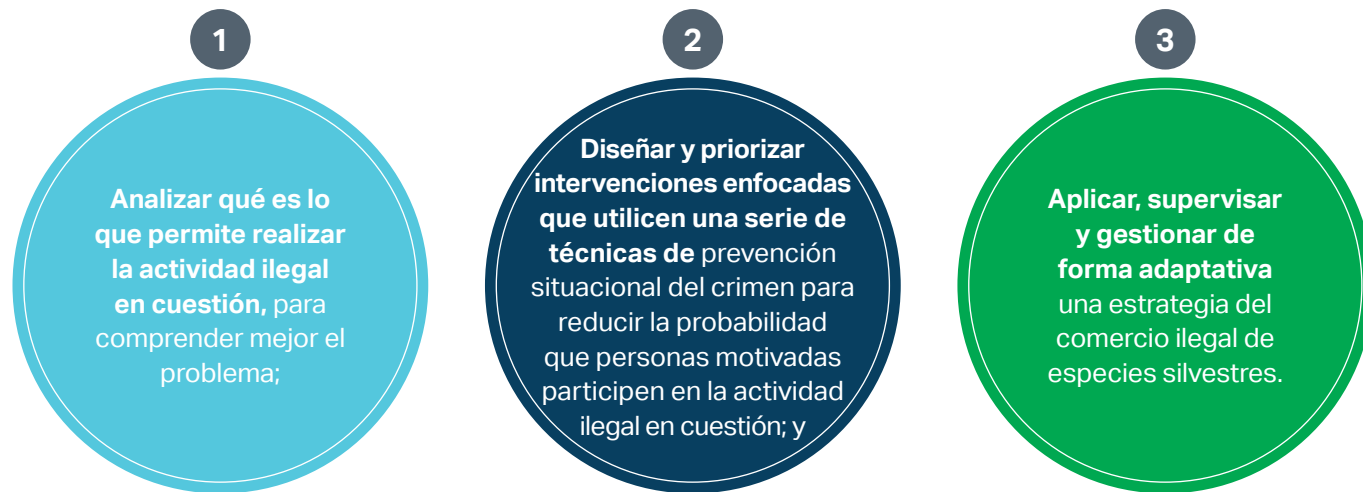 1
Analizar qué es lo
que permite realizar
la actividad ilegal
en cuestión, para
comprender mejor el
problema;
2
Diseñar y priorizar
intervenciones enfocadas
que utilicen una serie de
técnicas de prevención
situacional del crimen para
reducir la probabilidad
que personas motivadas
participen en la actividad
ilegal en cuestión; y
3
Aplicar, supervisar
y gestionar de
forma adaptativa
una estrategia del
comercio ilegal de
especies silvestres.